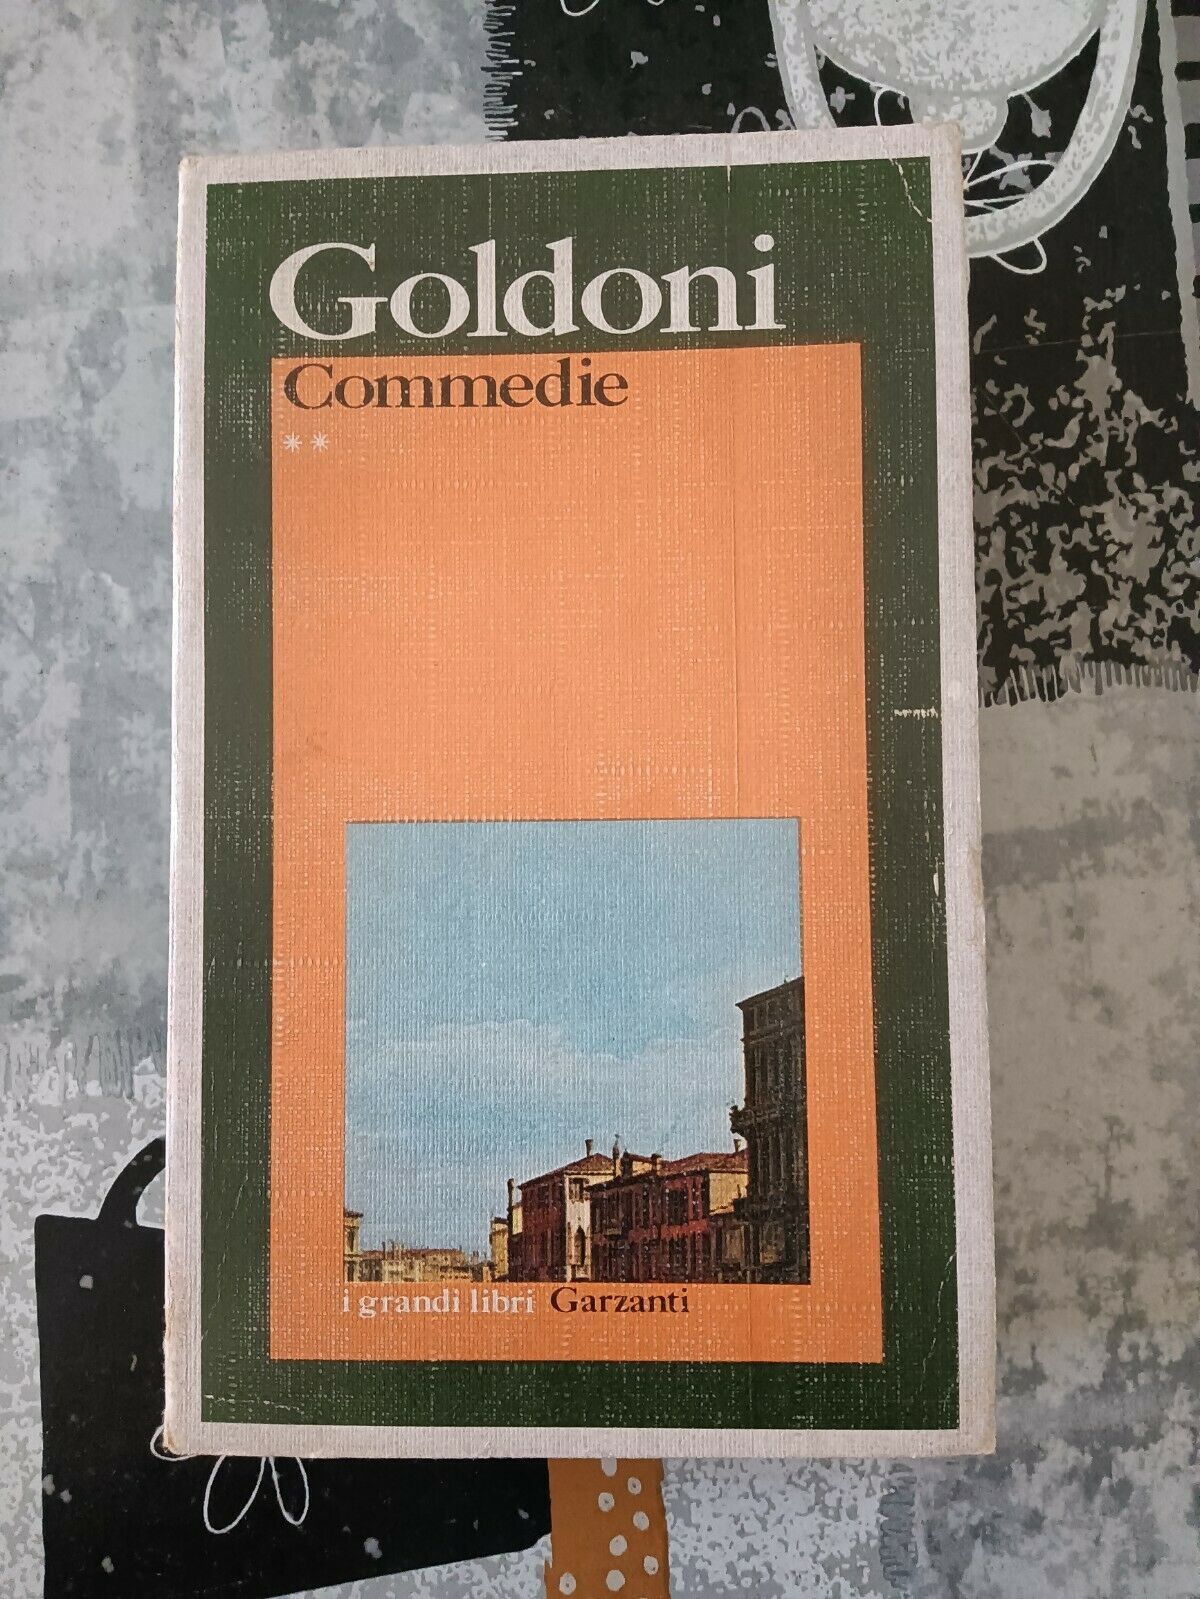 Goldoni
Commedie
**
i grandi libri Garzanti